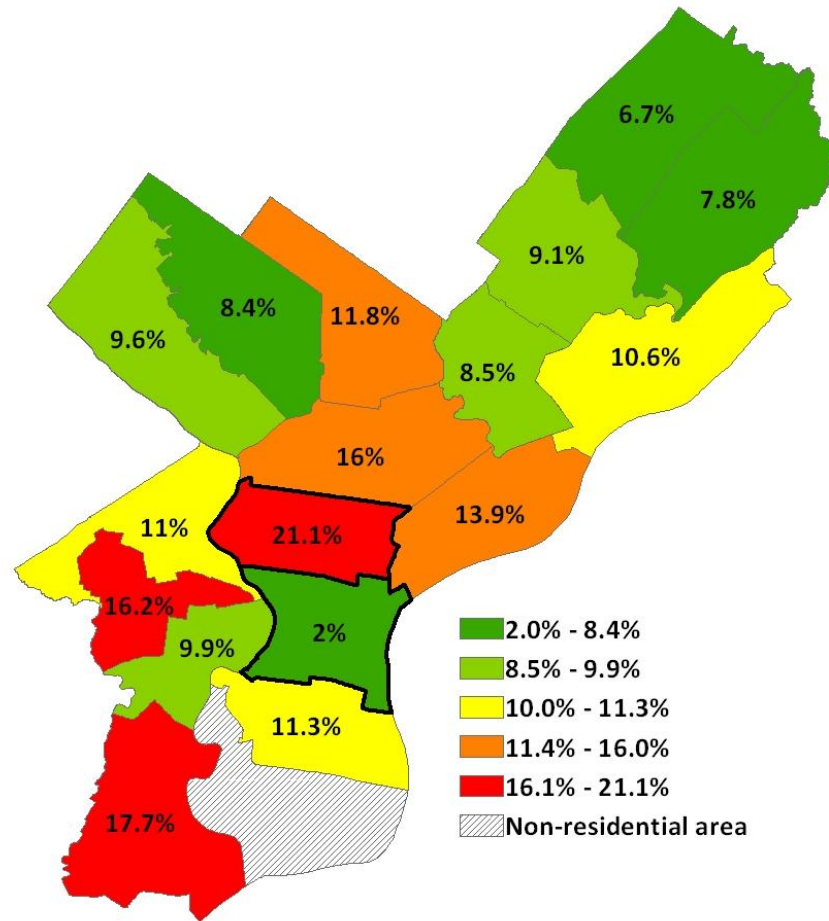 6.7%
7.8%
9.1%
8.4%
11.8%
9.6%
10.6%
8.5%
16%
13.9%
11%
21.1%
16.2%
2%
9.9%
11.3%
17.7%
2.0% - 8.4%
8.5% - 9.9%
10.0% - 11.3%
11.4% - 16.0%
16.1% - 21.1%
Non-residential area